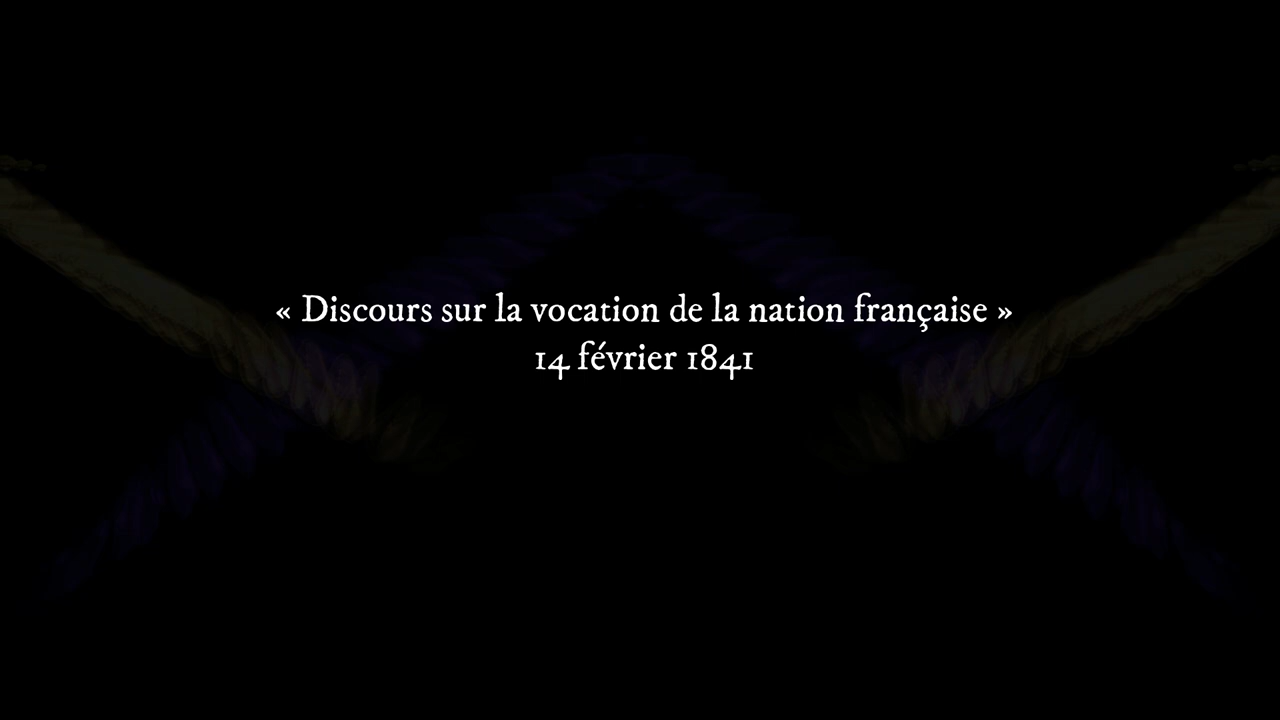 « Discours sur la vocation de la nation française »
14 février 1841